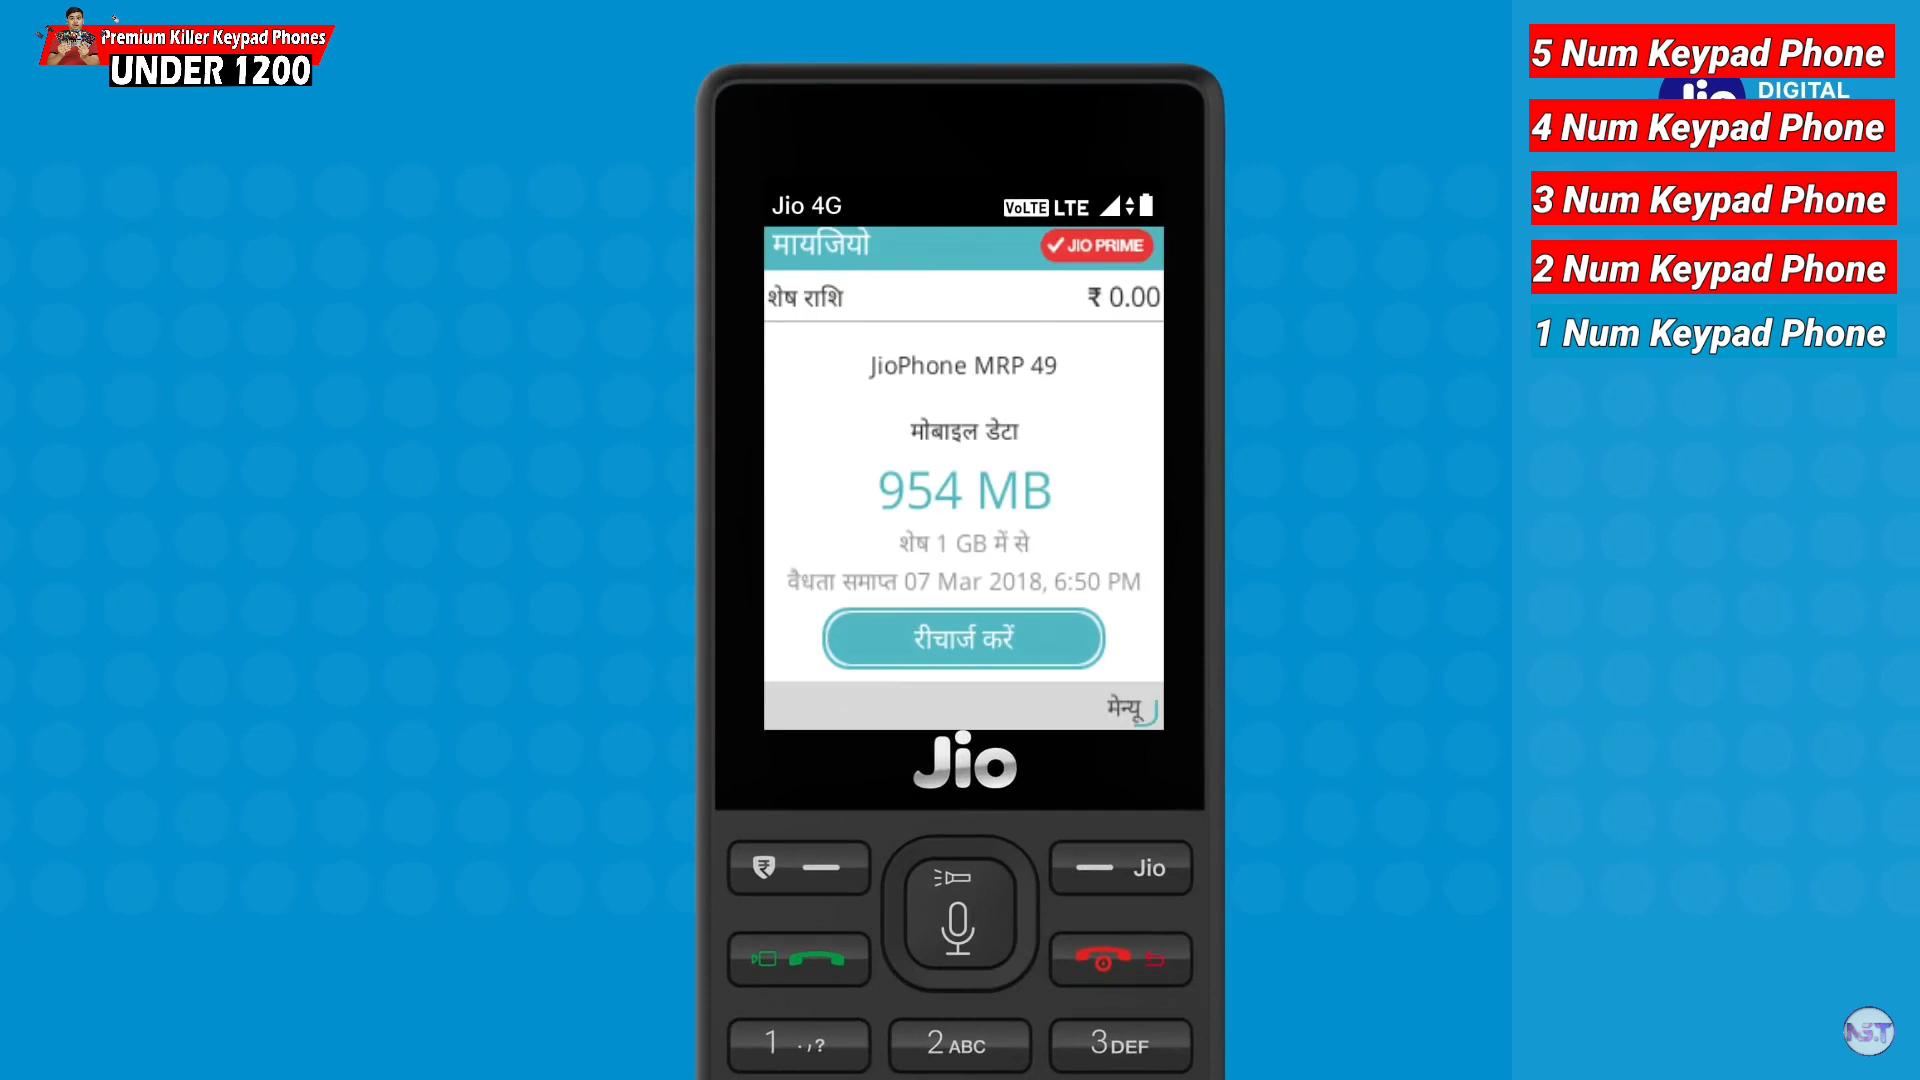 Premium Killer Keypad Phones
UNDER 1200
5 Num Keypad Phone
Jio DIGITAL
4 Num Keypad Phone
3 Num Keypad Phone
2 Num Keypad Phone
1 Num Keypad Phone
Jio 4G VoLTE LTE
मायजियो JIO PRIME
शेष राशि ₹ 0.00
JioPhone MRP 49
मोबाइल डेटा
954 MB
शेष 1 GB में से
वैधता समाप्त 07 Mar 2018, 6:50 PM
रीचार्ज करें
मेन्यू
Jio
₹ Jio
1 .,? 2 ABC 3 DEF
NGT